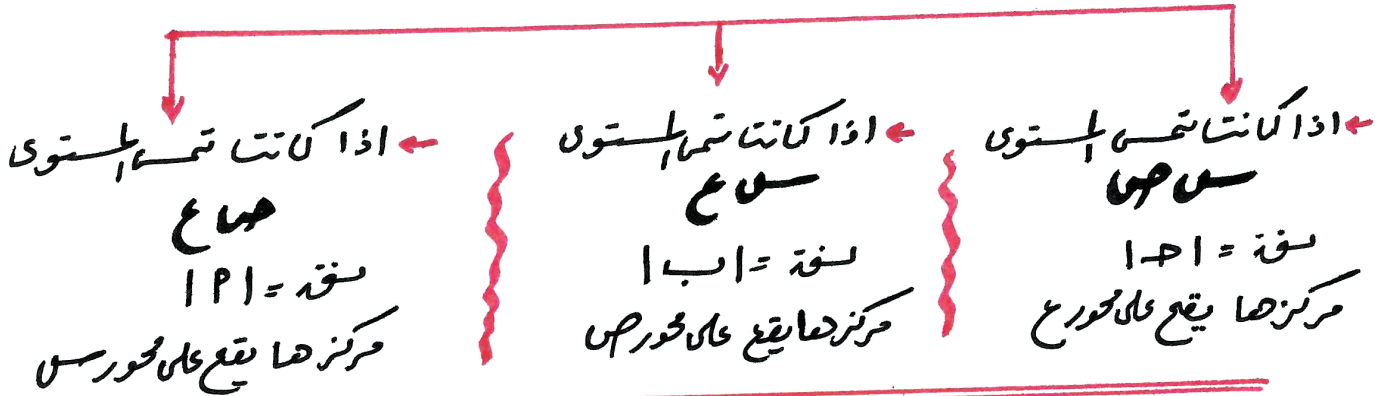 اذا كانت تمس المستوى
س ص
نق = |جـ|
مركزها يقع على محور ع
اذا كانت تمس المستوى
س ع
نق = |ب|
مركزها يقع على محور ص
اذا كانت تمس المستوى
ص ع
نق = |م|
مركزها يقع على محور س